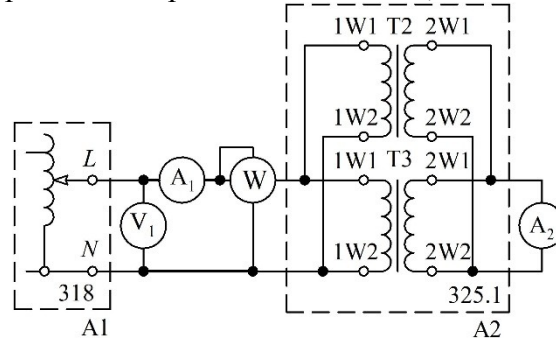 1W1 T2 2W1
1W2 2W2
L A₁ W 1W1 T3 2W1
V₁ A₂
N 1W2 2W2
318 325.1
A1 A2